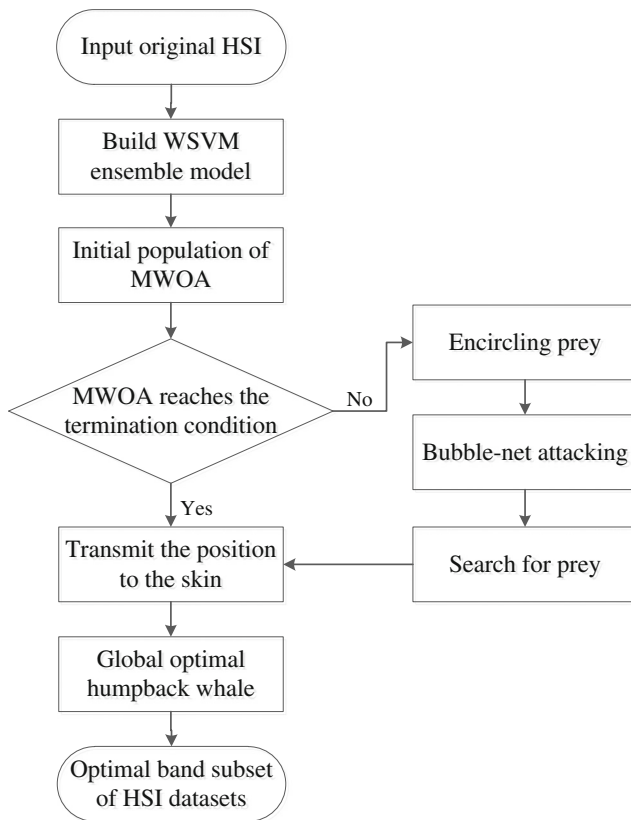 Input original HSI
Build WSVM
ensemble model
Initial population of
MWOA
MWOA reaches the
termination condition
No
Yes
Encircling prey
Bubble-net attacking
Search for prey
Transmit the position
to the skin
Global optimal
humpback whale
Optimal band subset
of HSI datasets